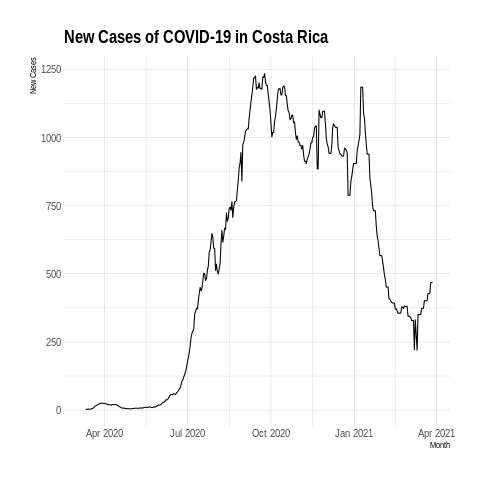 New Cases of COVID-19 in Costa Rica
New Cases
1250
1000
750
500
250
0
Apr 2020
Jul 2020
Oct 2020
Jan 2021
Apr 2021
Month